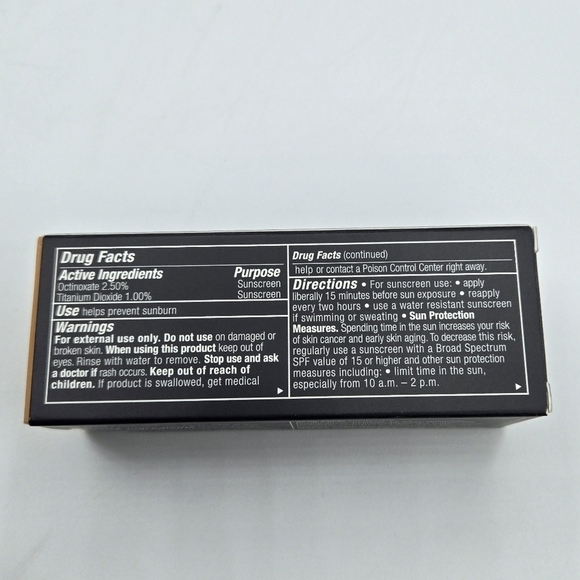 Drug Facts
Active Ingredients Purpose
Octinoxate 2.50% Sunscreen
Titanium Dioxide 1.00% Sunscreen
Use helps prevent sunburn
Warnings
For external use only. Do not use on damaged or
broken skin. When using this product keep out of
eyes. Rinse with water to remove. Stop use and ask
a doctor if rash occurs. Keep out of reach of
children. If product is swallowed, get medical
Drug Facts (continued)
help or contact a Poison Control Center right away.
Directions • For sunscreen use: • apply
liberally 15 minutes before sun exposure • reapply
every two hours • use a water resistant sunscreen
if swimming or sweating • Sun Protection
Measures. Spending time in the sun increases your risk
of skin cancer and early skin aging. To decrease this risk,
regularly use a sunscreen with a Broad Spectrum
SPF value of 15 or higher and other sun protection
measures including: • limit time in the sun,
especially from 10 a.m. – 2 p.m.